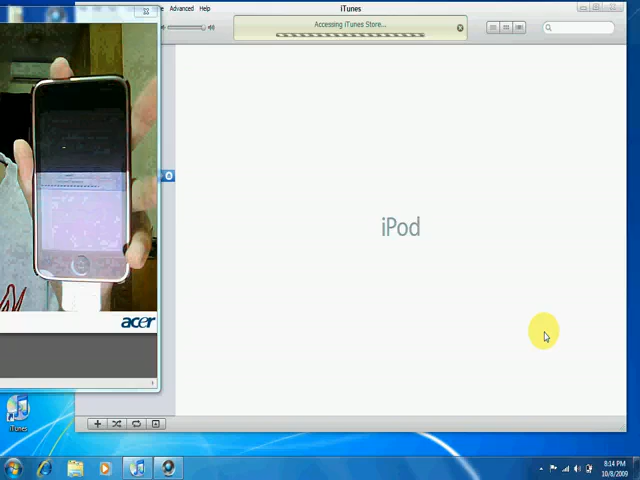 Advanced Help
iTunes
Accessing iTunes Store...
iPod
acer
iTunes
8:14 PM
10/8/2009